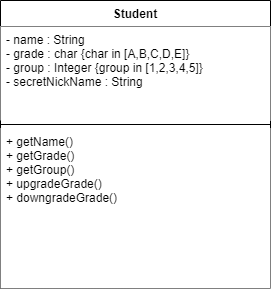 Student
- name : String
- grade : char {char in [A,B,C,D,E]}
- group : Integer {group in [1,2,3,4,5]}
- secretNickName : String
+ getName()
+ getGrade()
+ getGroup()
+ upgradeGrade()
+ downgradeGrade()